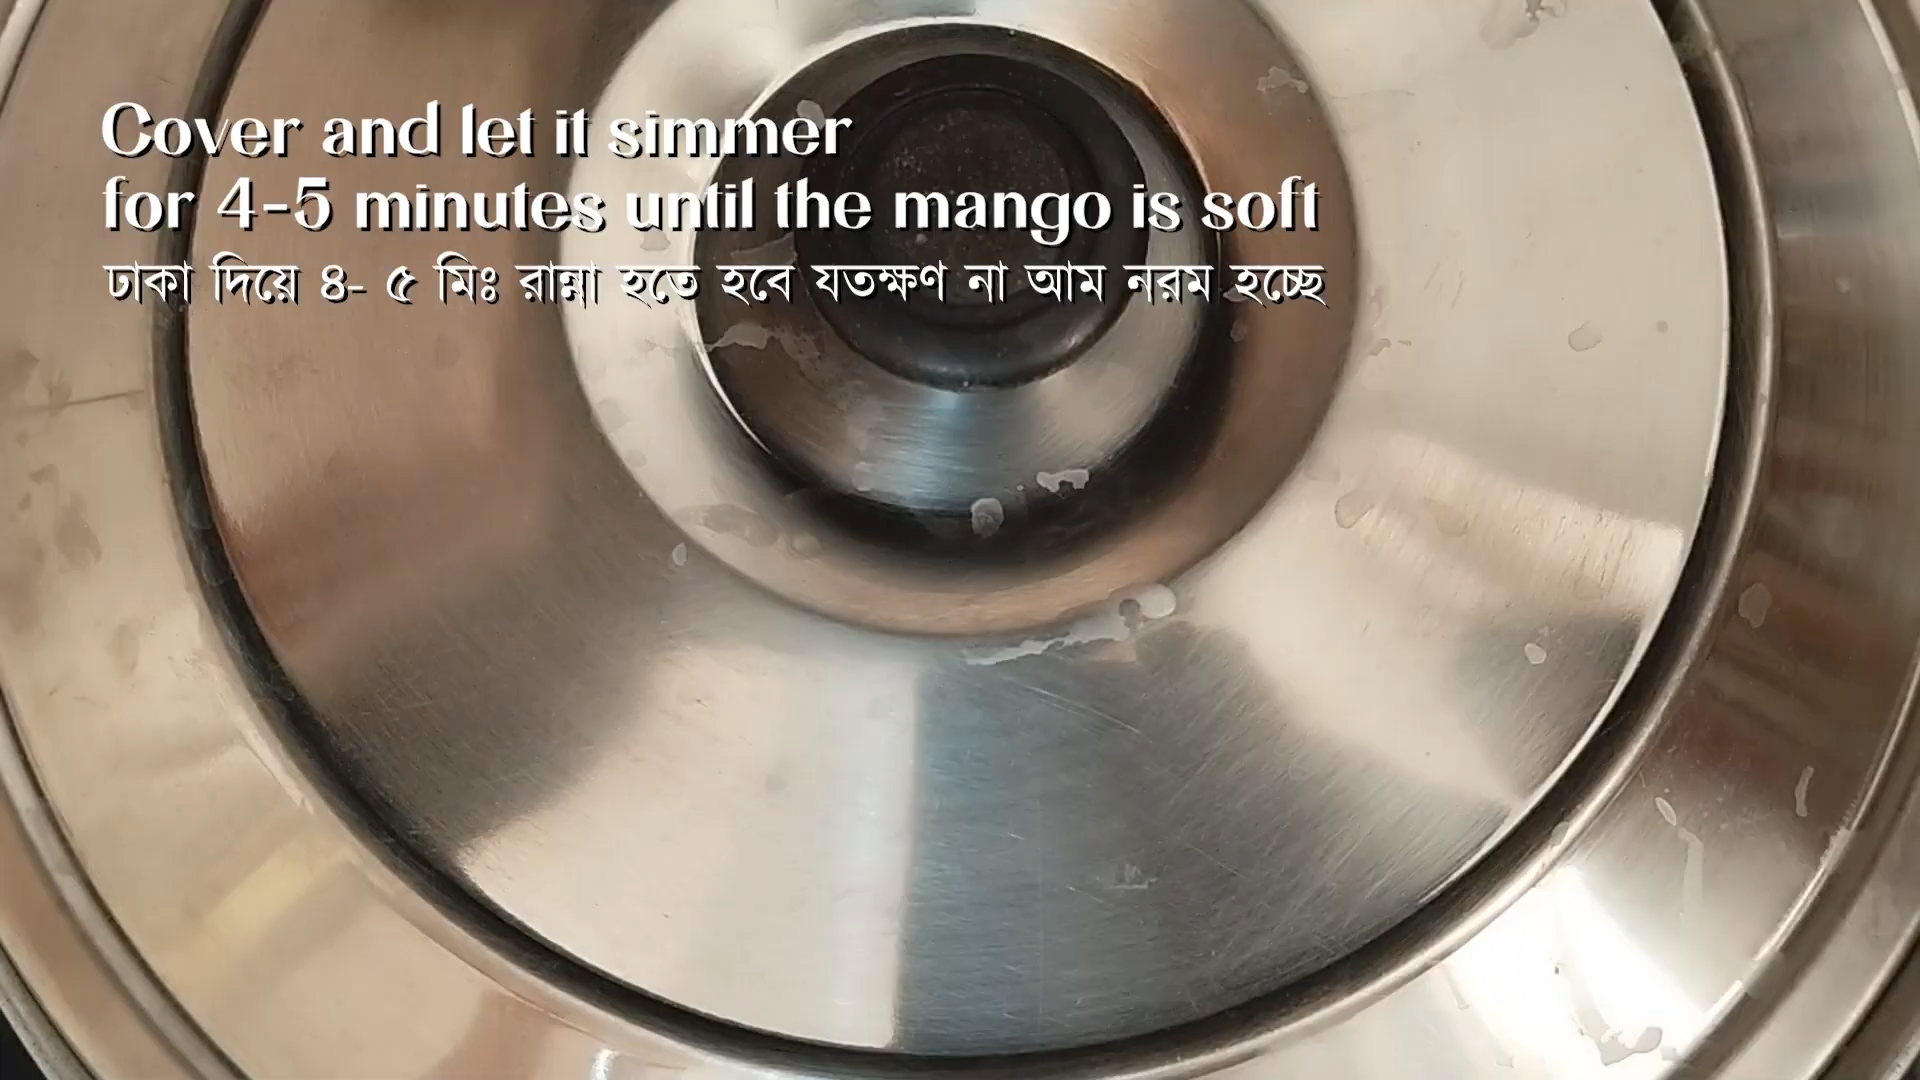 Cover and let it simmer
for 4-5 minutes until the mango is soft
ঢাকা দিয়ে ৪- ৫ মিঃ রান্না হতে হবে যতক্ষণ না আম নরম হচ্ছে